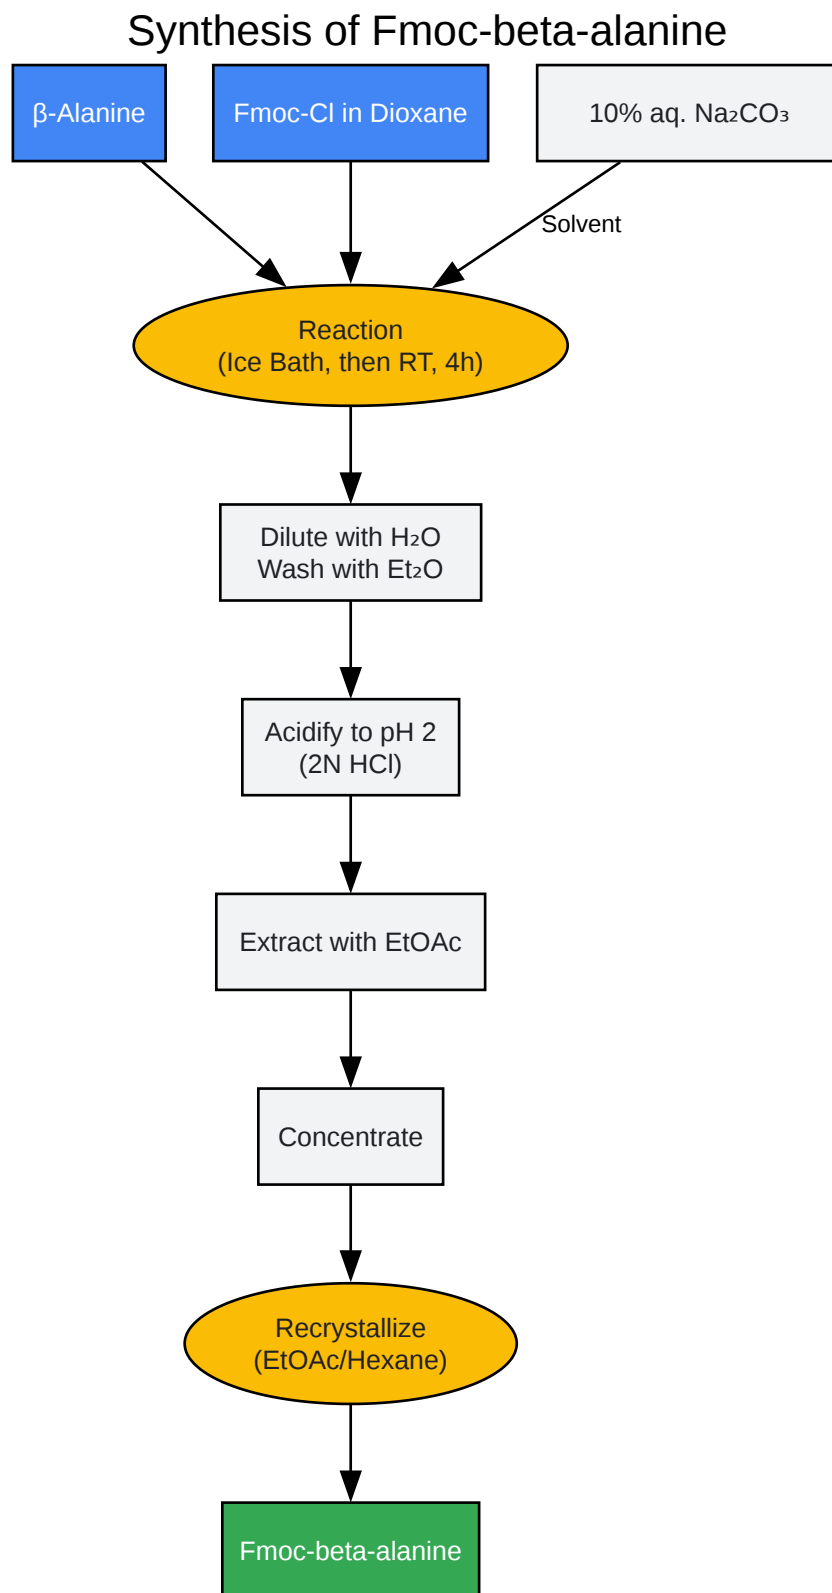 Synthesis of Fmoc-beta-alanine
β-Alanine
Fmoc-Cl in Dioxane
10% aq. Na₂CO₃
Solvent
Reaction
(Ice Bath, then RT, 4h)
Dilute with H₂O
Wash with Et₂O
Acidify to pH 2
(2N HCl)
Extract with EtOAc
Concentrate
Recrystallize
(EtOAc/Hexane)
Fmoc-beta-alanine